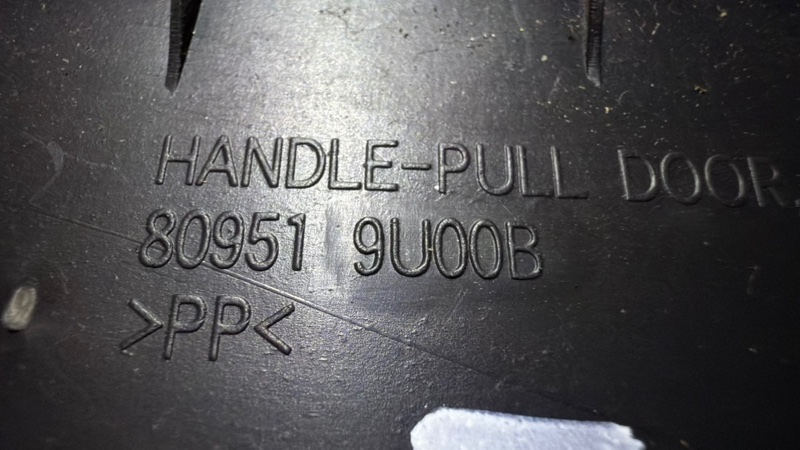 HANDLE-PULL DOOR.
80951 9U00B
>PP<